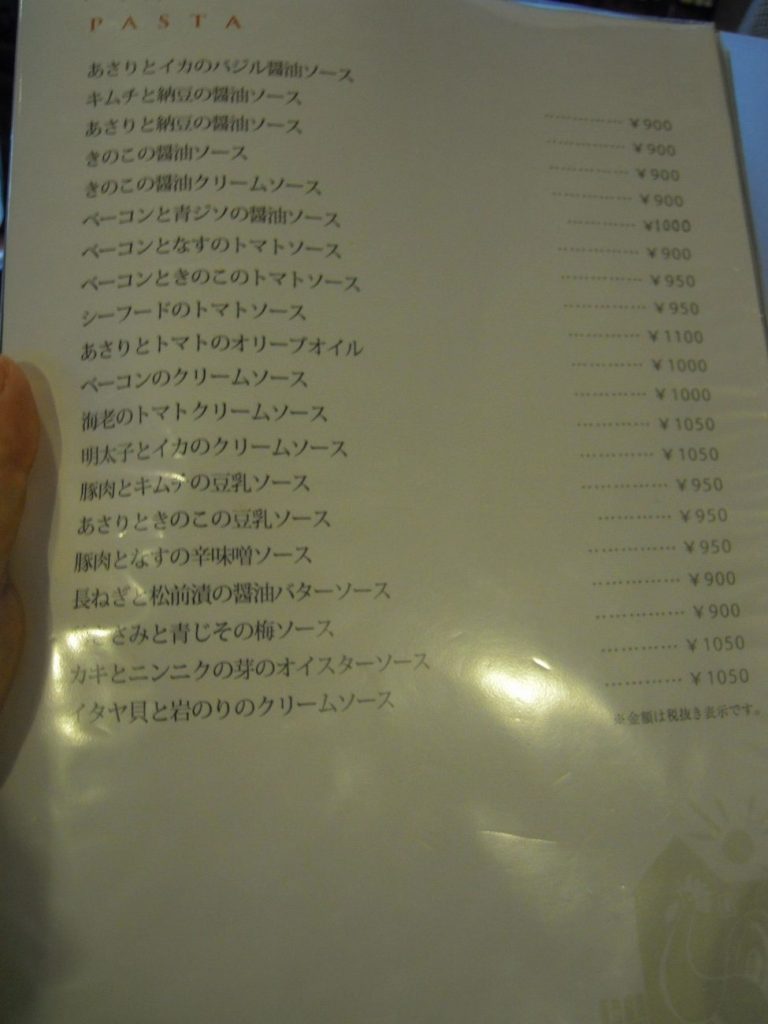 PASTA
あさりとイカのバジル醤油ソース ………… ¥900
キムチと納豆の醤油ソース ………… ¥900
あさりと納豆の醤油ソース ………… ¥900
きのこの醤油ソース ………… ¥900
きのこの醤油クリームソース ………… ¥1000
ベーコンと青ジソの醤油ソース ………… ¥900
ベーコンとなすのトマトソース ………… ¥950
ベーコンときのこのトマトソース ………… ¥950
シーフードのトマトソース ………… ¥1100
あさりとトマトのオリーブオイル ………… ¥1000
ベーコンのクリームソース ………… ¥1000
海老のトマトクリームソース ………… ¥1050
明太子とイカのクリームソース ………… ¥1050
豚肉とキムチの豆乳ソース ………… ¥950
あさりときのこの豆乳ソース ………… ¥950
豚肉となすの辛味噌ソース ………… ¥950
長ねぎと松前漬の醤油バターソース ………… ¥900
ささみと青じその梅ソース ………… ¥900
カキとニンニクの芽のオイスターソース ………… ¥1050
イタヤ貝と岩のりのクリームソース ………… ¥1050
※金額は税抜き表示です。